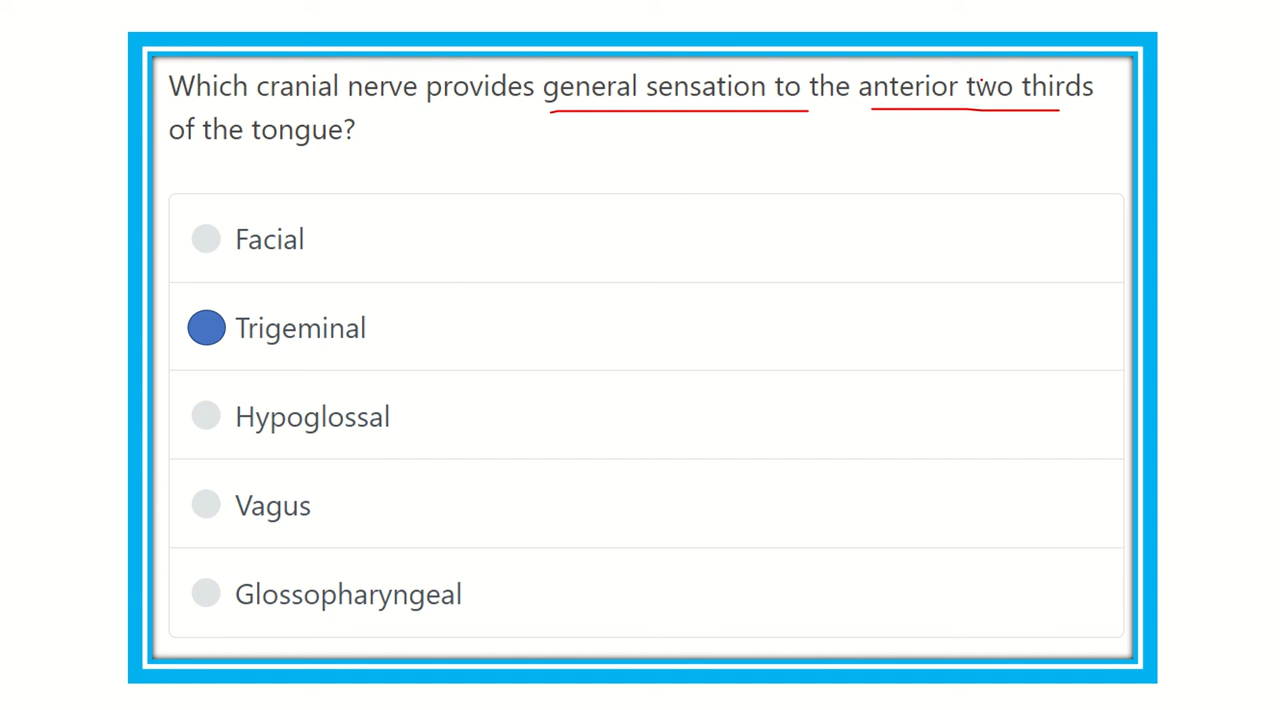 Which cranial nerve provides general sensation to the anterior two thirds
of the tongue?
Facial
Trigeminal
Hypoglossal
Vagus
Glossopharyngeal